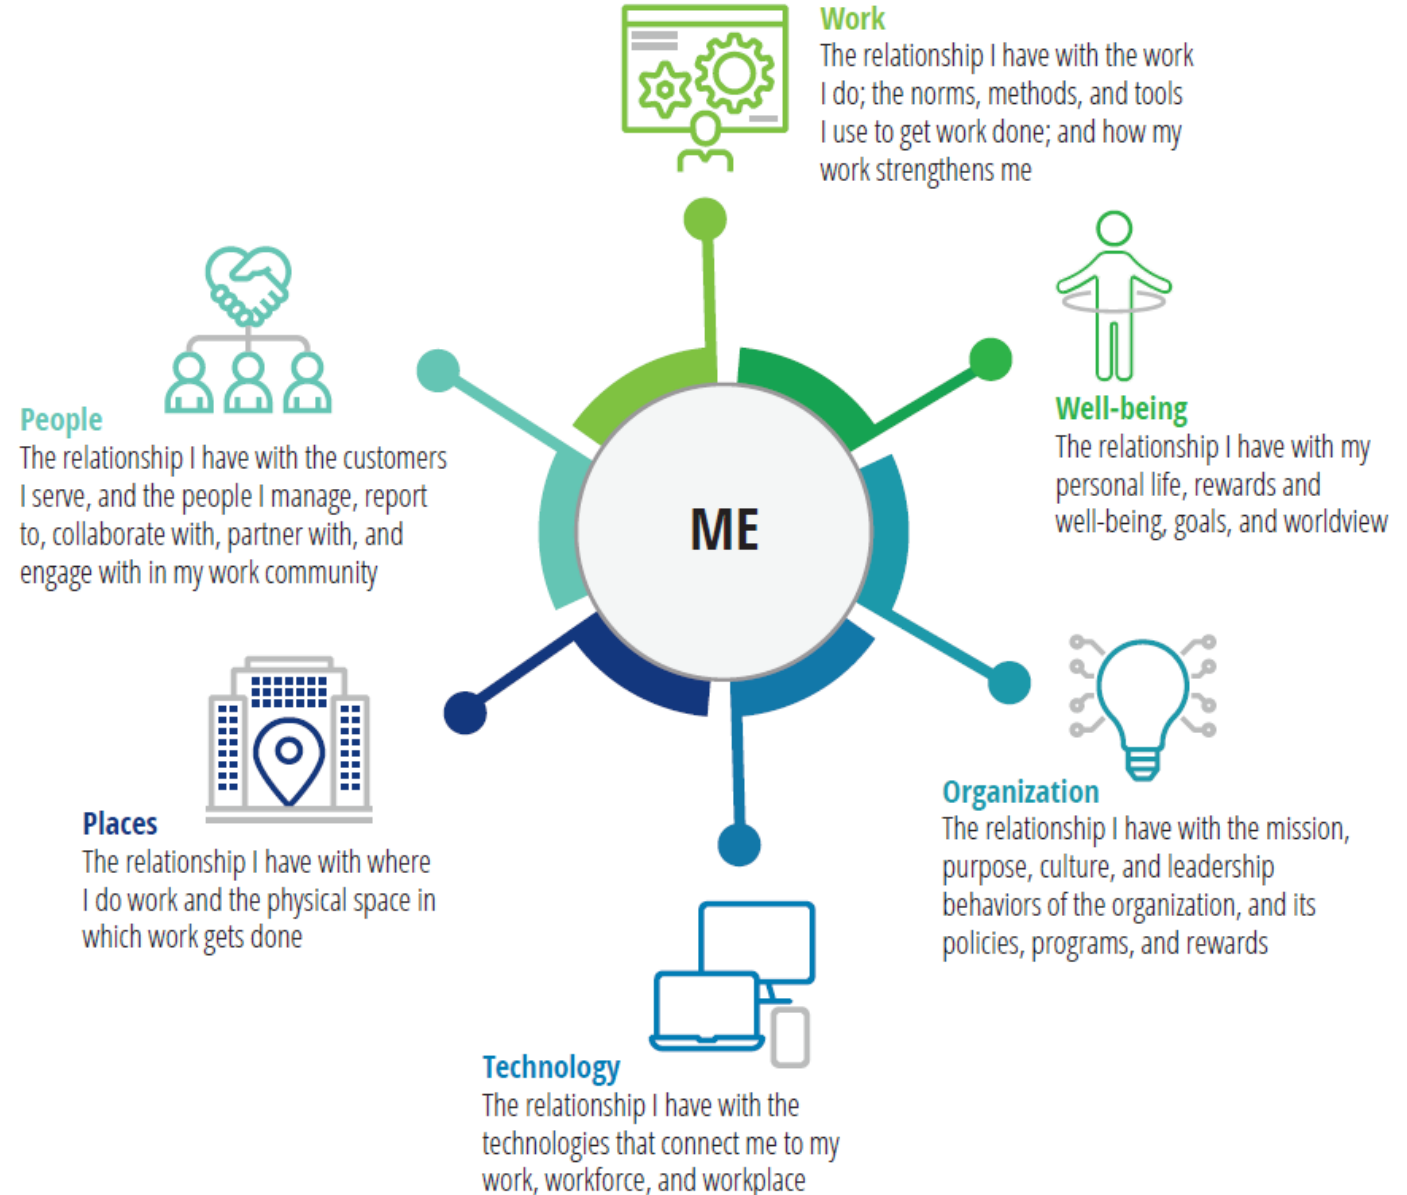 Work
The relationship I have with the work
I do; the norms, methods, and tools
I use to get work done; and how my
work strengthens me
Well-being
The relationship I have with my
personal life, rewards and
well-being, goals, and worldview
Organization
The relationship I have with the mission,
purpose, culture, and leadership
behaviors of the organization, and its
policies, programs, and rewards
Technology
The relationship I have with the
technologies that connect me to my
work, workforce, and workplace
Places
The relationship I have with where
I do work and the physical space in
which work gets done
People
The relationship I have with the customers
I serve, and the people I manage, report
to, collaborate with, partner with, and
engage with in my work community
ME